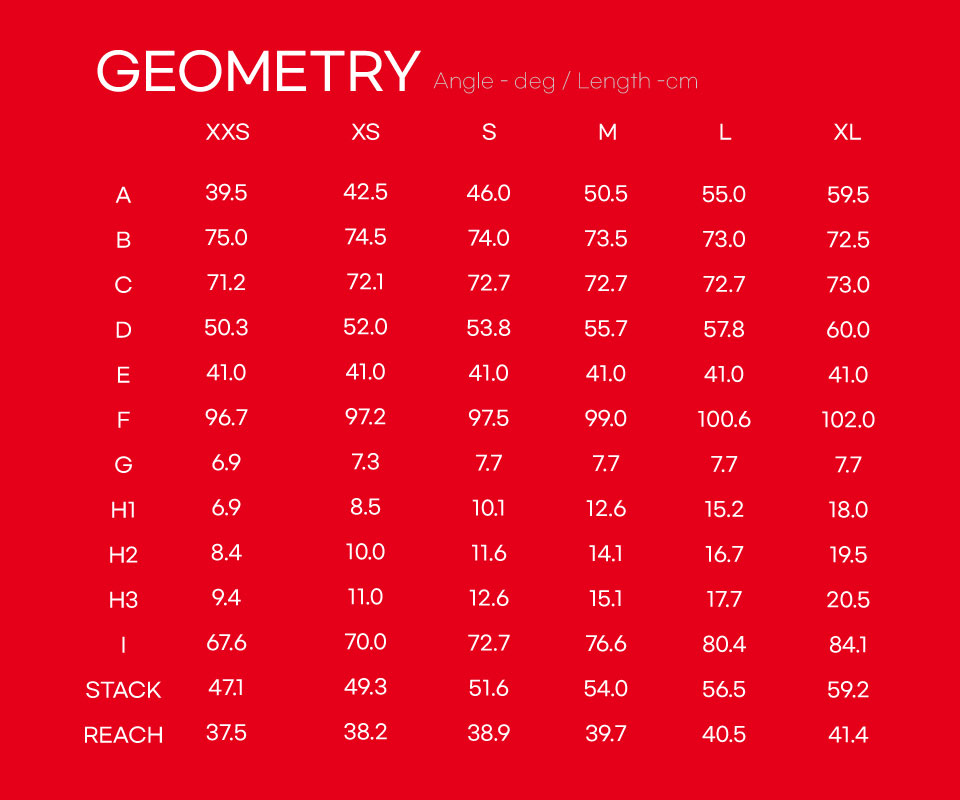 GEOMETRY Angle - deg / Length -cm
XXS XS S M L XL
A 39.5 42.5 46.0 50.5 55.0 59.5
B 75.0 74.5 74.0 73.5 73.0 72.5
C 71.2 72.1 72.7 72.7 72.7 73.0
D 50.3 52.0 53.8 55.7 57.8 60.0
E 41.0 41.0 41.0 41.0 41.0 41.0
F 96.7 97.2 97.5 99.0 100.6 102.0
G 6.9 7.3 7.7 7.7 7.7 7.7
H1 6.9 8.5 10.1 12.6 15.2 18.0
H2 8.4 10.0 11.6 14.1 16.7 19.5
H3 9.4 11.0 12.6 15.1 17.7 20.5
I 67.6 70.0 72.7 76.6 80.4 84.1
STACK 47.1 49.3 51.6 54.0 56.5 59.2
REACH 37.5 38.2 38.9 39.7 40.5 41.4